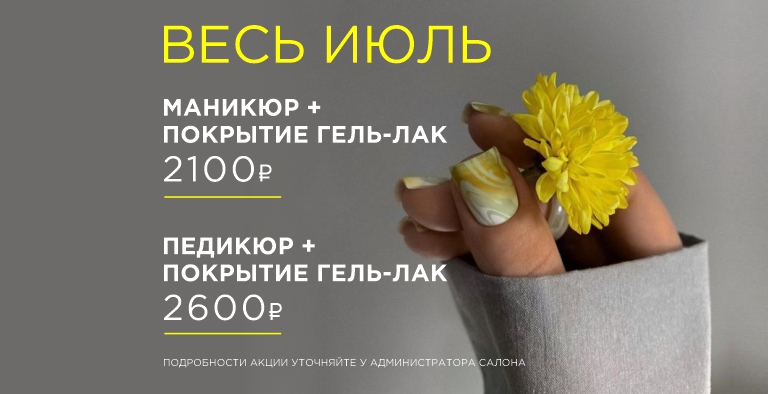 ВЕСЬ ИЮЛЬ
МАНИКЮР +
ПОКРЫТИЕ ГЕЛЬ-ЛАК
2100₽
ПЕДИКЮР +
ПОКРЫТИЕ ГЕЛЬ-ЛАК
2600₽
ПОДРОБНОСТИ АКЦИИ УТОЧНЯЙТЕ У АДМИНИСТРАТОРА САЛОНА